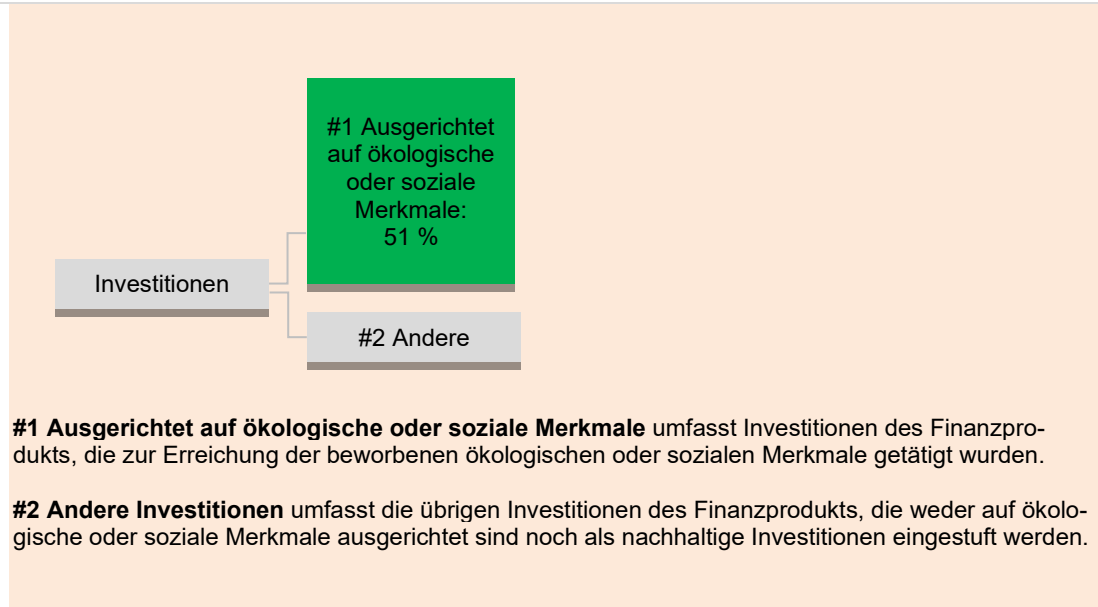 #1 Ausgerichtet
auf ökologische
oder soziale
Merkmale:
51 %
Investitionen
#2 Andere
#1 Ausgerichtet auf ökologische oder soziale Merkmale umfasst Investitionen des Finanzpro-
dukts, die zur Erreichung der beworbenen ökologischen oder sozialen Merkmale getätigt wurden.
#2 Andere Investitionen umfasst die übrigen Investitionen des Finanzprodukts, die weder auf ökolo-
gische oder soziale Merkmale ausgerichtet sind noch als nachhaltige Investitionen eingestuft werden.